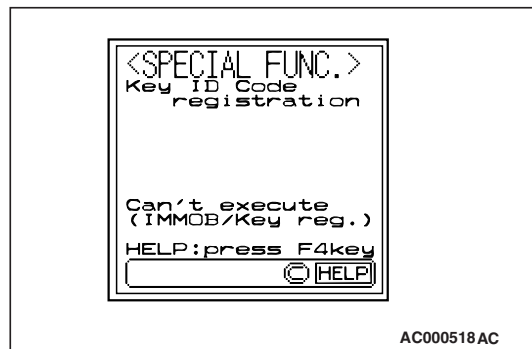 <SPECIAL FUNC.>
Key ID Code
registration
Can't execute
(IMMOB/Key reg.)
HELP:press F4key
C HELP
AC000518AC